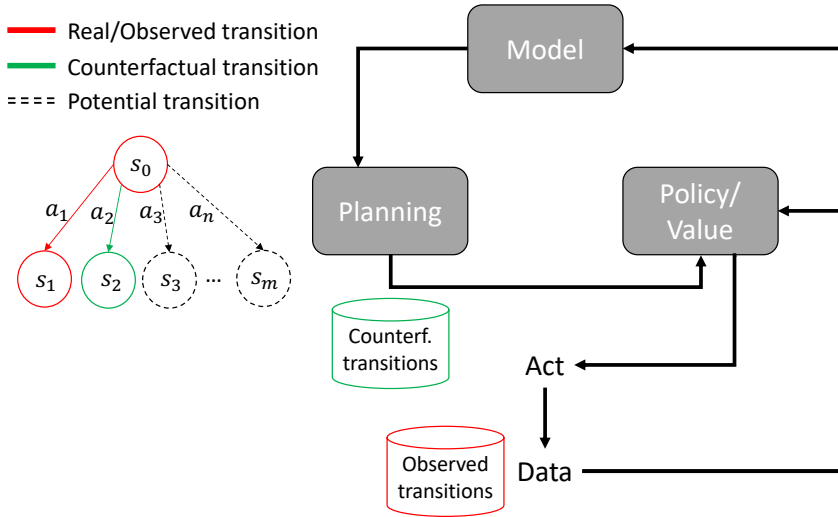 Real/Observed transition
Counterfactual transition
Potential transition
s₀
a₁
a₂
a₃
aₙ
s₁
s₂
s₃
...
sₘ
Model
Planning
Policy/
Value
Counterf.
transitions
Act
Observed
transitions
Data